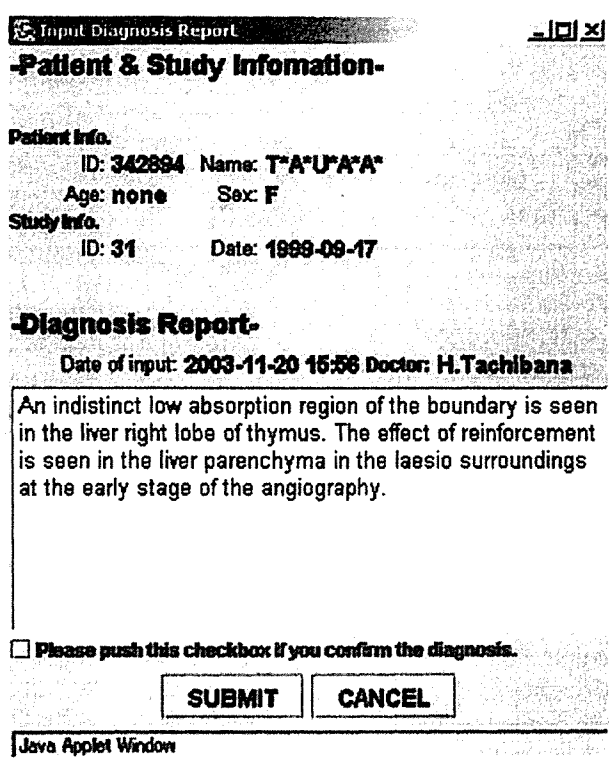 Input Diagnosis Report
-Patient & Study Infomation-
Patient Info.
ID: 342894 Name: T*A*U*A*A*
Age: none Sex: F
Study Info.
ID: 31 Date: 1999-09-17
-Diagnosis Report-
Date of input: 2003-11-20 15:56 Doctor: H.Tachibana
An indistinct low absorption region of the boundary is seen
in the liver right lobe of thymus. The effect of reinforcement
is seen in the liver parenchyma in the laesio surroundings
at the early stage of the angiography.
Please push this checkbox if you confirm the diagnosis.
SUBMIT CANCEL
Java Applet Window